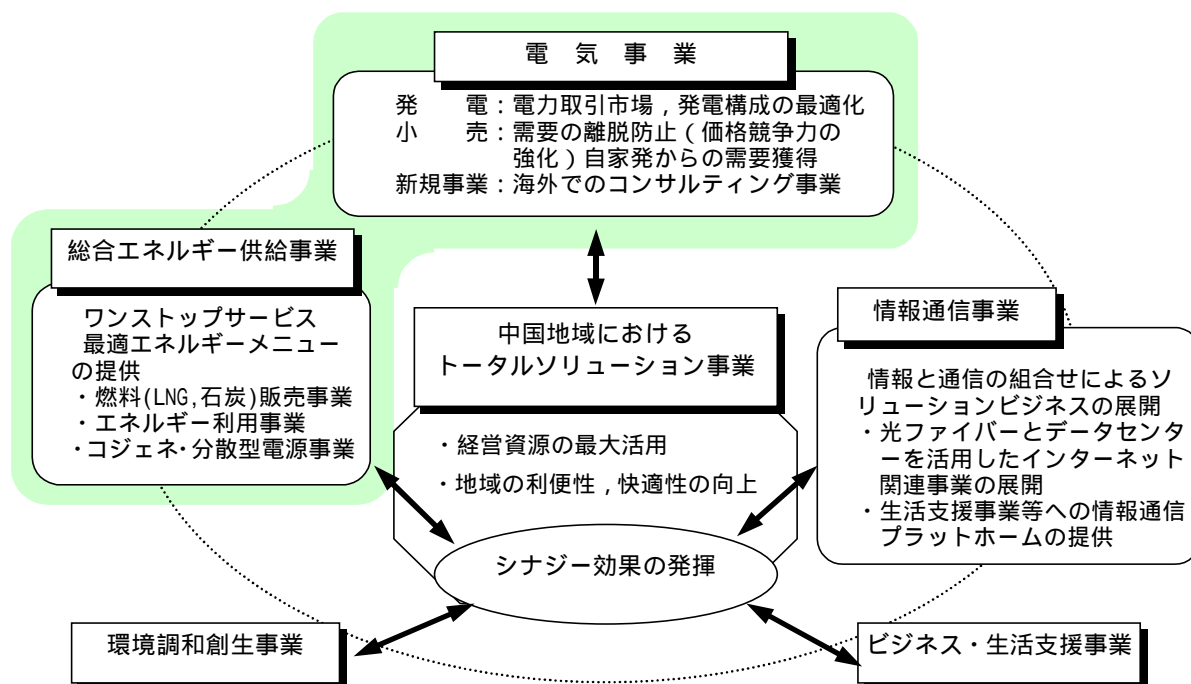 電　気　事　業
発　　電：電力取引市場，発電構成の最適化
小　　売：需要の離脱防止（価格競争力の
強化）自家発からの需要獲得
新規事業：海外でのコンサルティング事業
総合エネルギー供給事業
ワンストップサービス
最適エネルギーメニュー
の提供
・燃料(LNG,石炭)販売事業
・エネルギー利用事業
・コジェネ・分散型電源事業
中国地域における
トータルソリューション事業
・経営資源の最大活用
・地域の利便性，快適性の向上
シナジー効果の発揮
情報通信事業
情報と通信の組合せによるソ
リューションビジネスの展開
・光ファイバーとデータセンタ
ーを活用したインターネット
関連事業の展開
・生活支援事業等への情報通信
プラットホームの提供
環境調和創生事業
ビジネス・生活支援事業